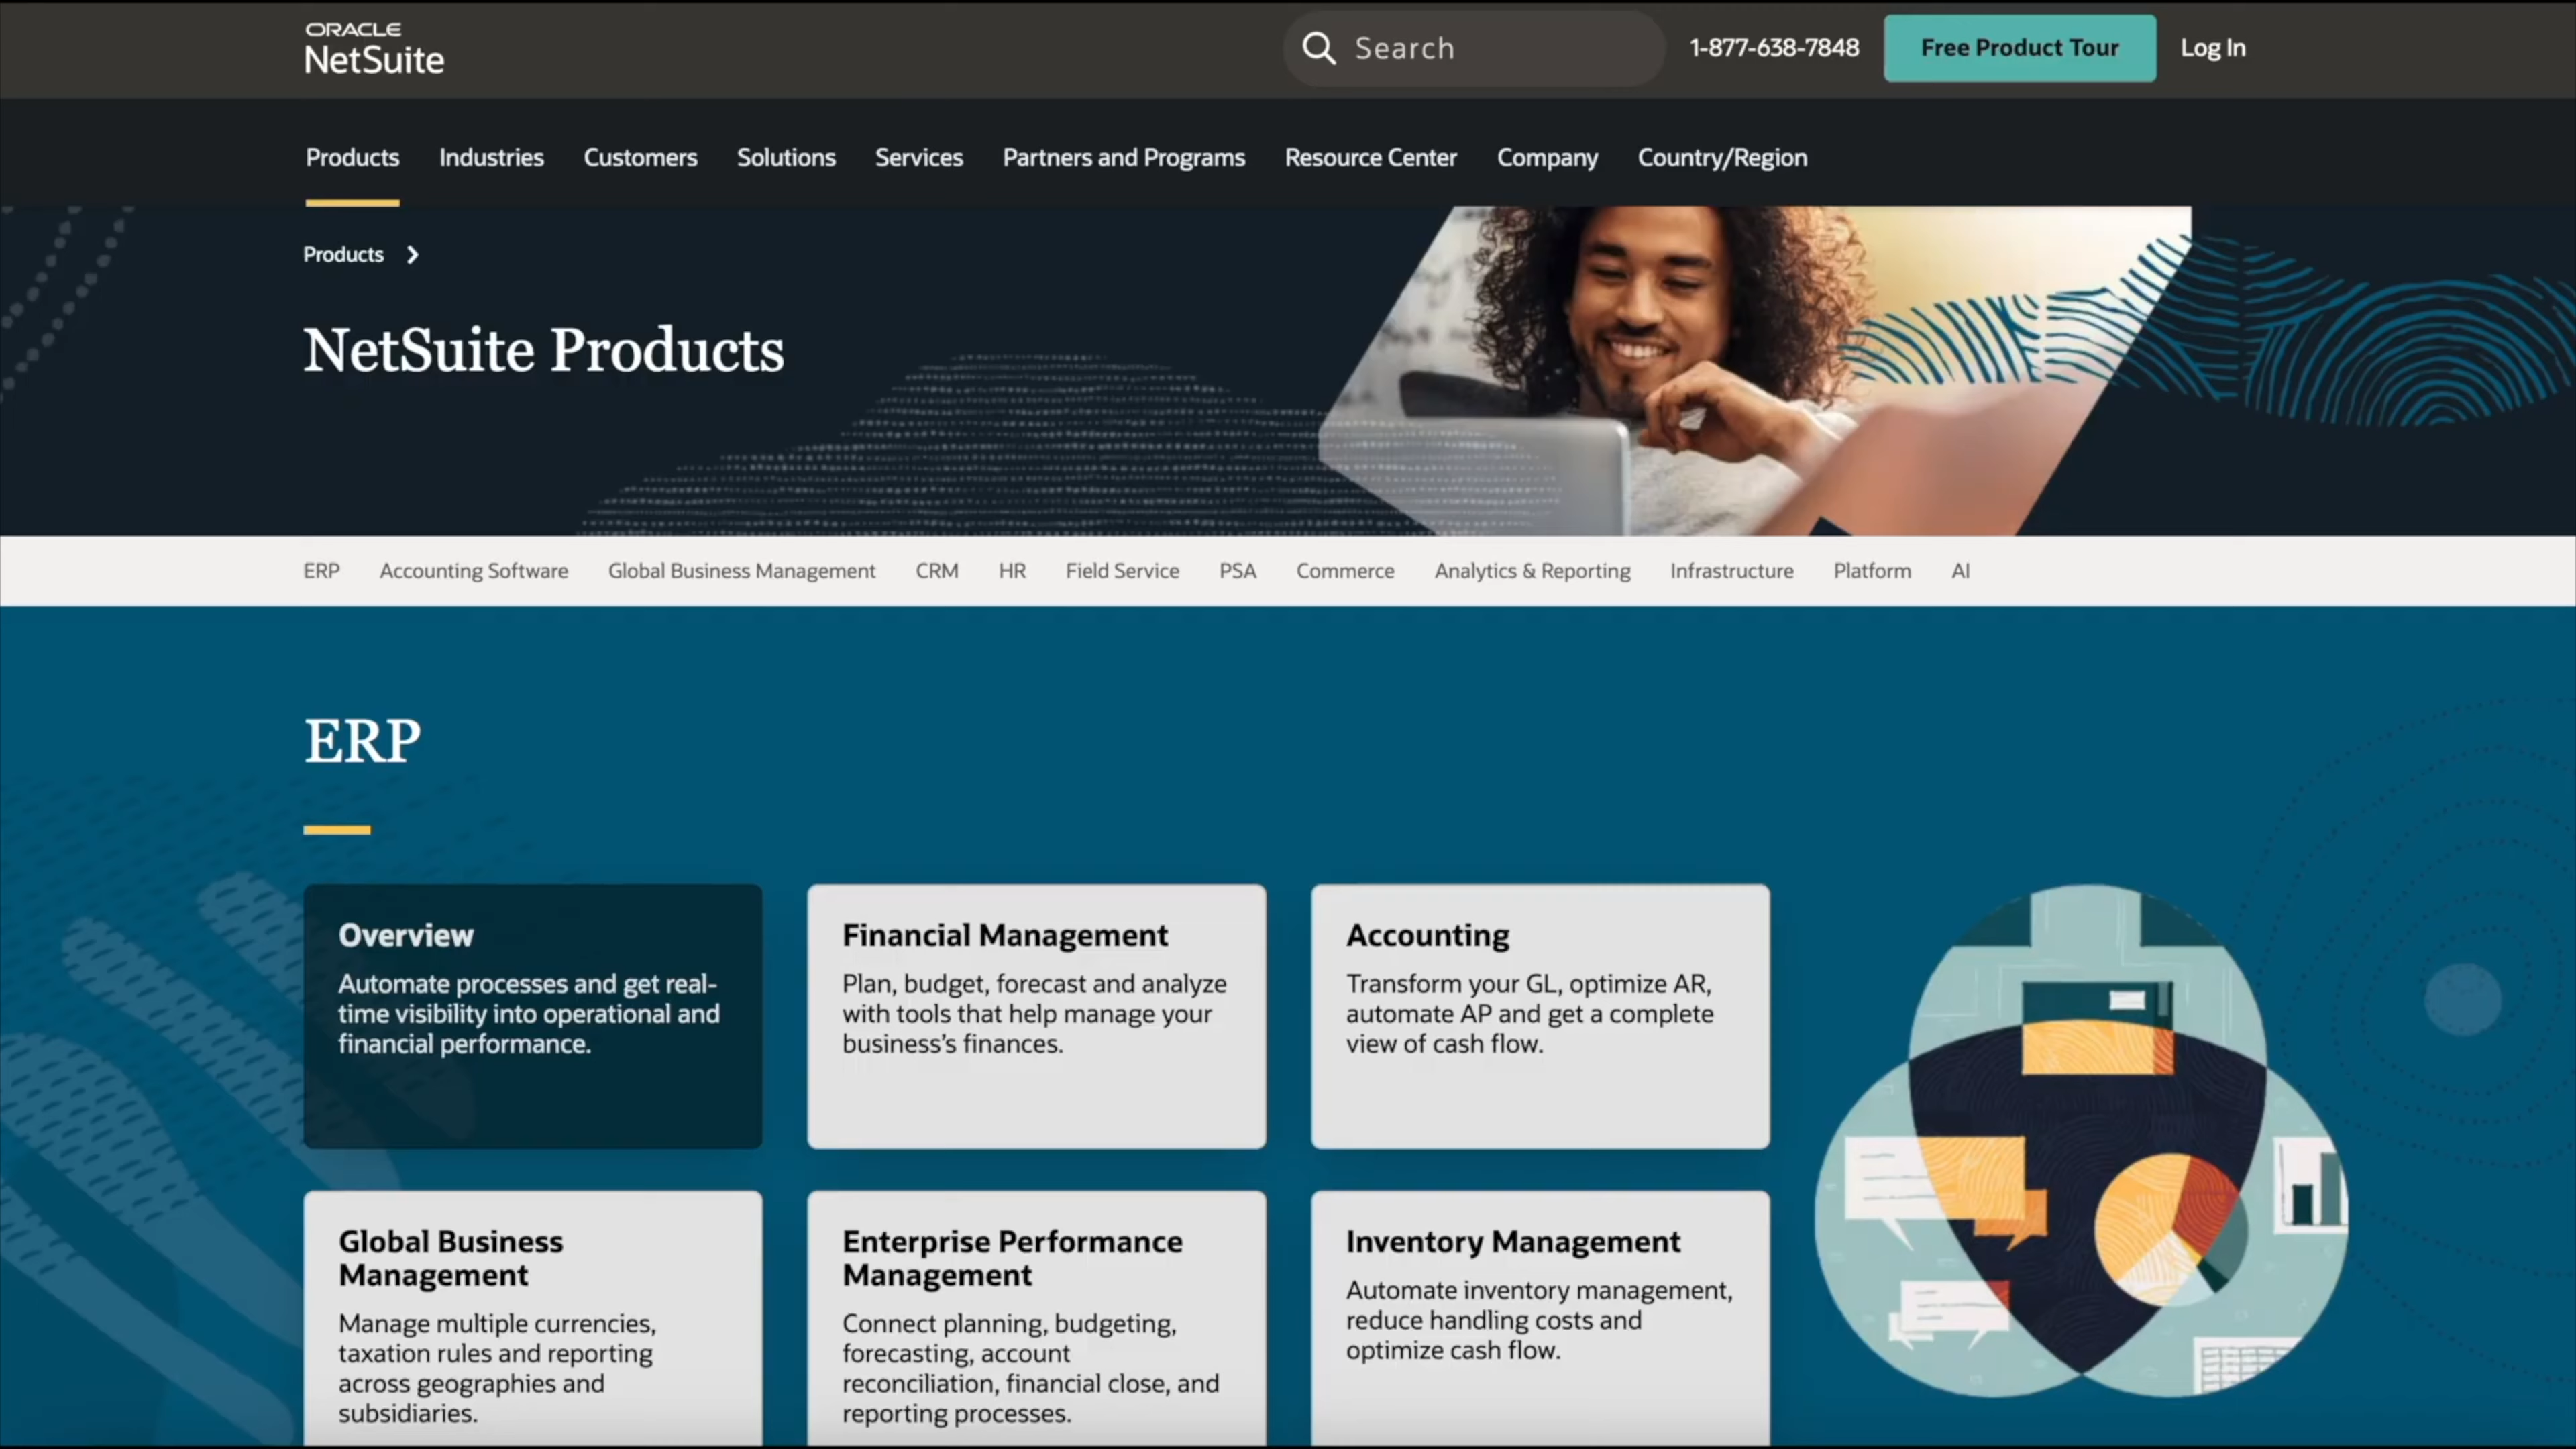 ORACLE
NetSuite
Search
1-877-638-7848
Free Product Tour
Log In
Products
Industries
Customers
Solutions
Services
Partners and Programs
Resource Center
Company
Country/Region
Products
NetSuite Products
ERP
Accounting Software
Global Business Management
CRM
HR
Field Service
PSA
Commerce
Analytics & Reporting
Infrastructure
Platform
AI
ERP
Overview
Automate processes and get real-
time visibility into operational and
financial performance.
Financial Management
Plan, budget, forecast and analyze
with tools that help manage your
business's finances.
Accounting
Transform your GL, optimize AR,
automate AP and get a complete
view of cash flow.
Global Business
Management
Manage multiple currencies,
taxation rules and reporting
across geographies and
subsidiaries.
Enterprise Performance
Management
Connect planning, budgeting,
forecasting, account
reconciliation, financial close, and
reporting processes.
Inventory Management
Automate inventory management,
reduce handling costs and
optimize cash flow.